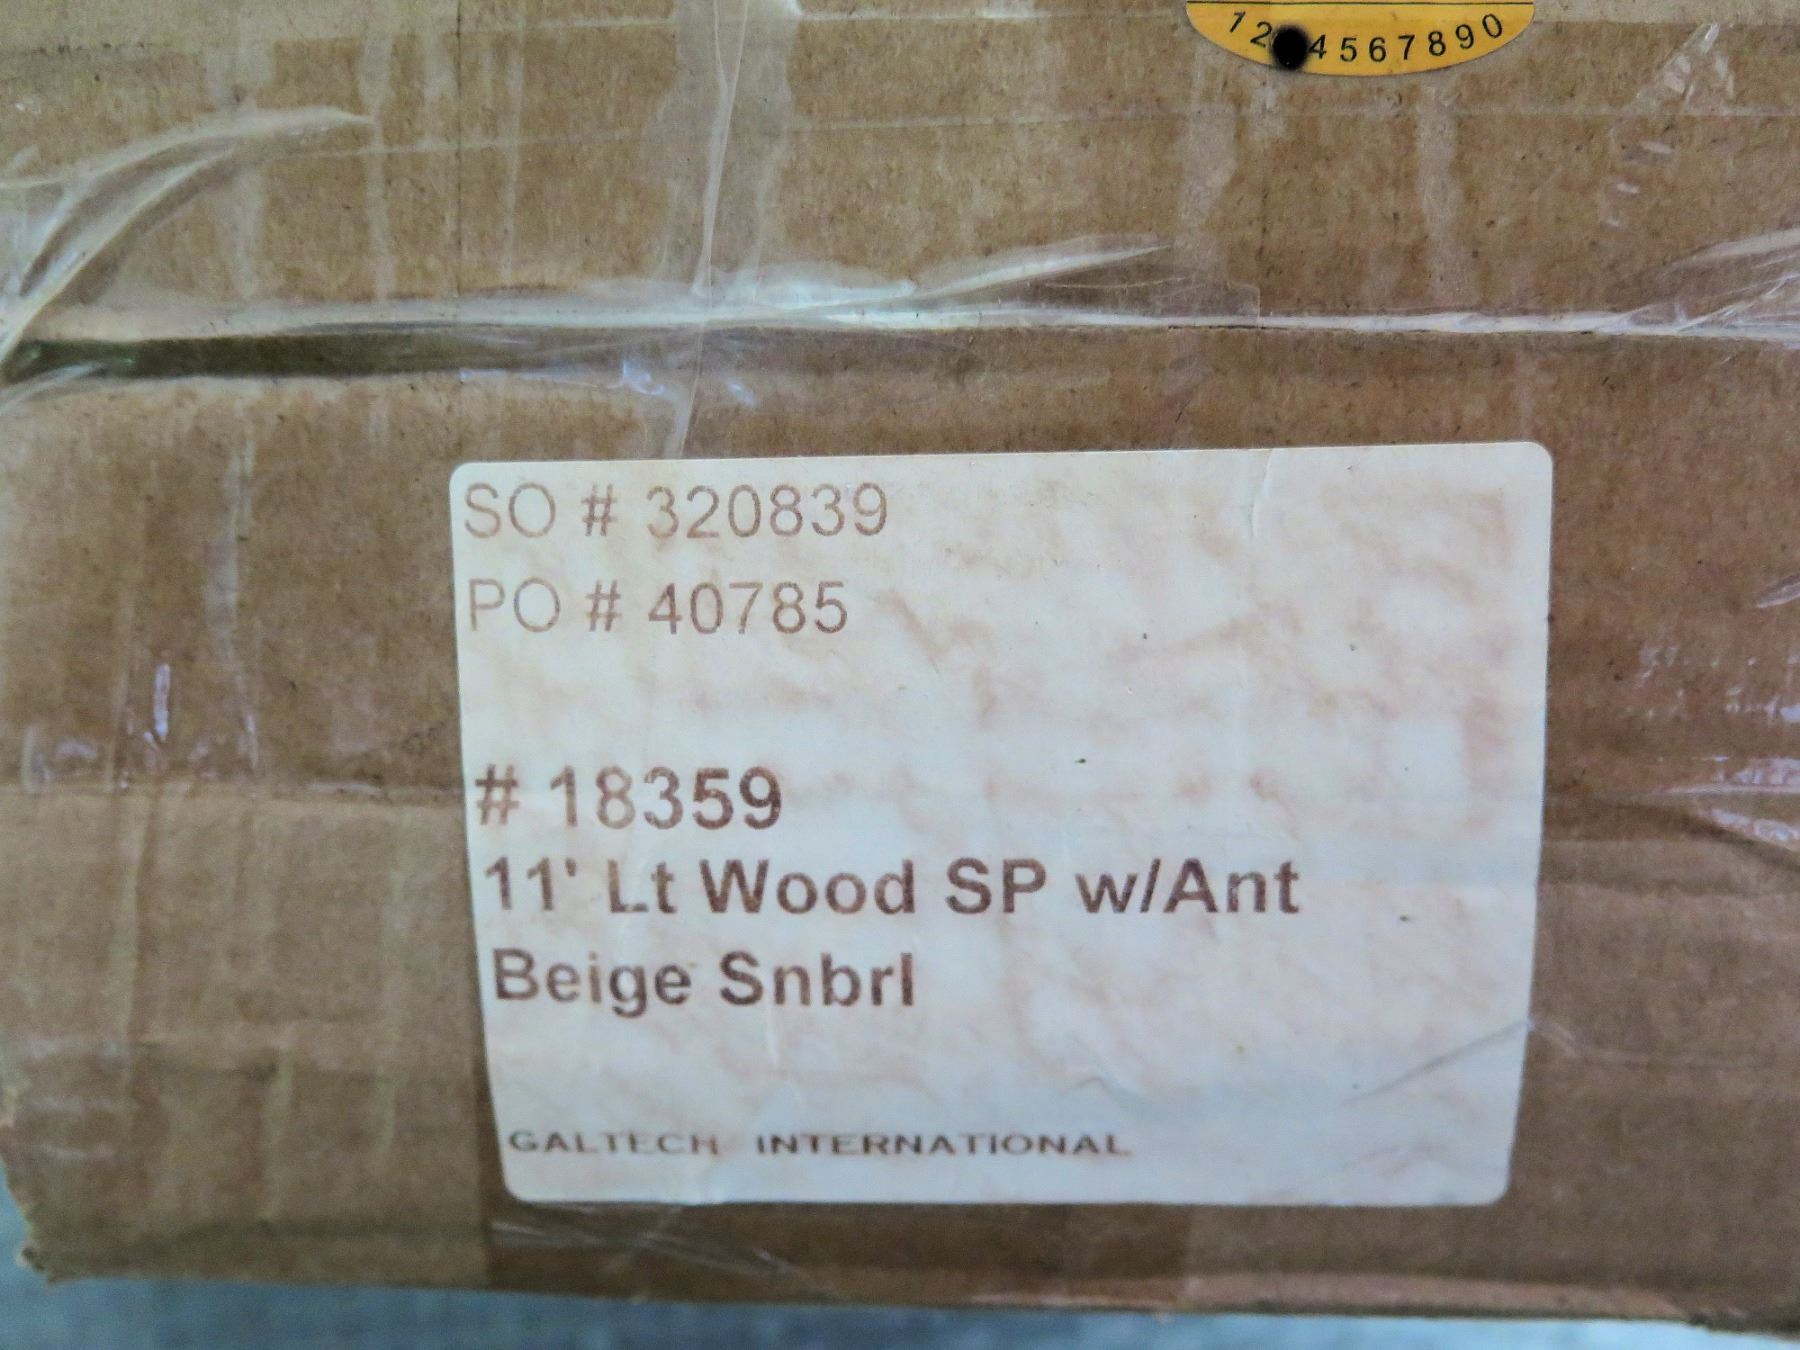 12 4567890
SO # 320839
PO # 40785
# 18359
11' Lt Wood SP w/Ant
Beige Snbrl
GALTECH INTERNATIONAL